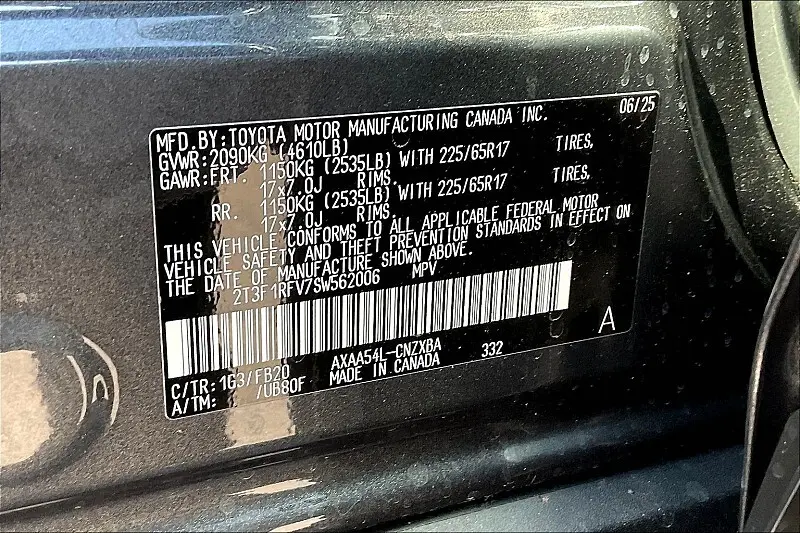 06/25
MFD.BY:TOYOTA MOTOR MANUFACTURING CANADA INC.
GVWR:2090KG (4610LB)
GAWR:FRT. 1150KG (2535LB) WITH 225/65R17 TIRES,
17x7.0J RIMS.
RR. 1150KG (2535LB) WITH 225/65R17 TIRES,
17x7.0J RIMS.
THIS VEHICLE CONFORMS TO ALL APPLICABLE FEDERAL MOTOR
VEHICLE SAFETY AND THEFT PREVENTION STANDARDS IN EFFECT ON
THE DATE OF MANUFACTURE SHOWN ABOVE.
2T3F1RFV7SW562006 MPV
A
C/TR:1G3/FB20 AXAA54L-CNZXBA 332
A/TM: /UB80F MADE IN CANADA